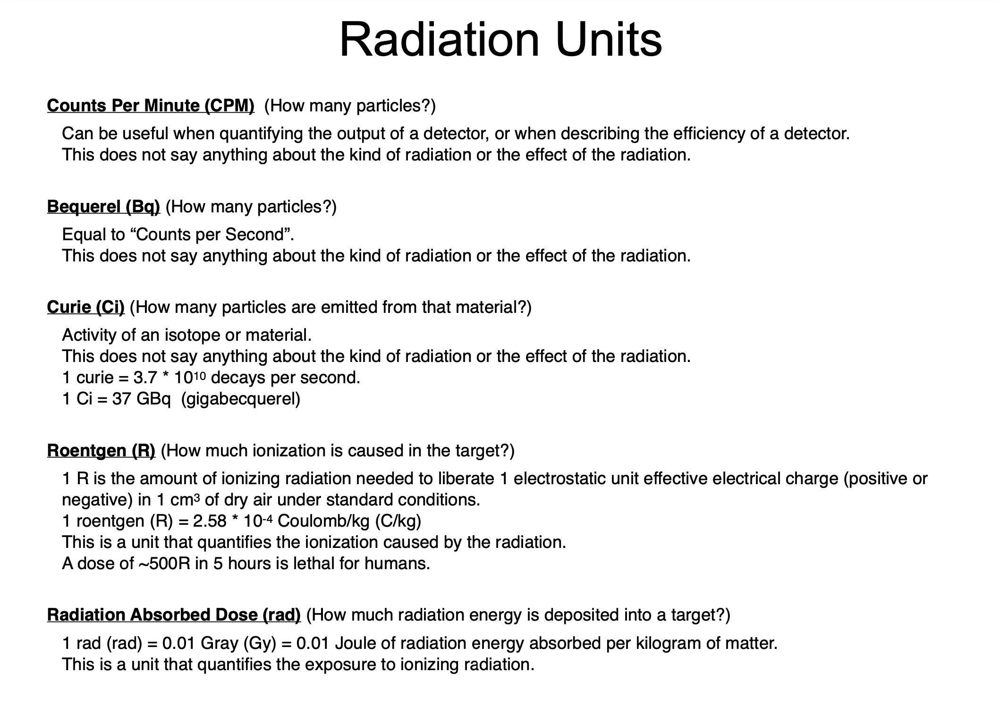 Radiation Units
Counts Per Minute (CPM) (How many particles?)
Can be useful when quantifying the output of a detector, or when describing the efficiency of a detector.
This does not say anything about the kind of radiation or the effect of the radiation.
Bequerel (Bq) (How many particles?)
Equal to “Counts per Second”.
This does not say anything about the kind of radiation or the effect of the radiation.
Curie (Ci) (How many particles are emitted from that material?)
Activity of an isotope or material.
This does not say anything about the kind of radiation or the effect of the radiation.
1 curie = 3.7 * 10¹⁰ decays per second.
1 Ci = 37 GBq (gigabecquerel)
Roentgen (R) (How much ionization is caused in the target?)
1 R is the amount of ionizing radiation needed to liberate 1 electrostatic unit effective electrical charge (positive or
negative) in 1 cm³ of dry air under standard conditions.
1 roentgen (R) = 2.58 * 10⁻⁴ Coulomb/kg (C/kg)
This is a unit that quantifies the ionization caused by the radiation.
A dose of ~500R in 5 hours is lethal for humans.
Radiation Absorbed Dose (rad) (How much radiation energy is deposited into a target?)
1 rad (rad) = 0.01 Gray (Gy) = 0.01 Joule of radiation energy absorbed per kilogram of matter.
This is a unit that quantifies the exposure to ionizing radiation.